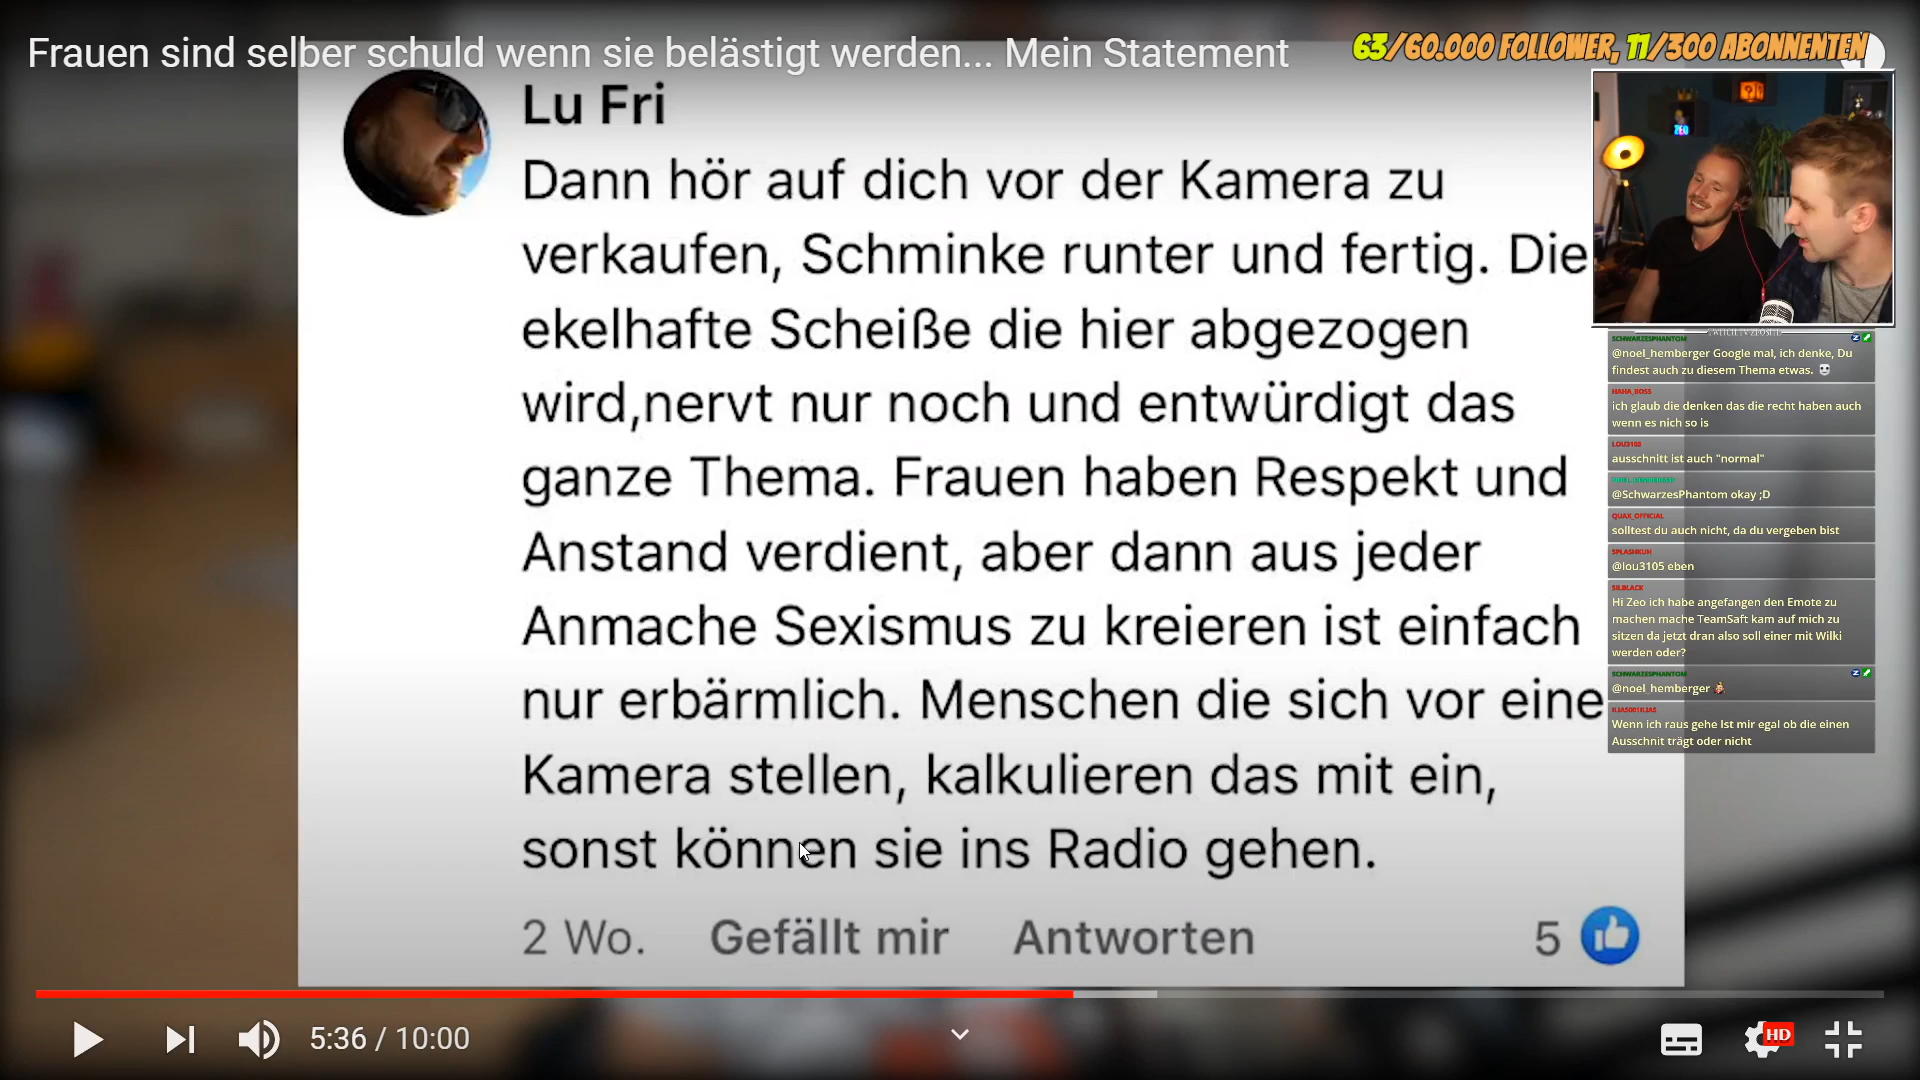 Frauen sind selber schuld wenn sie belästigt werden... Mein Statement
63/60.000 FOLLOWER, 11/300 ABONNENTEN
Lu Fri
Dann hör auf dich vor der Kamera zu
verkaufen, Schminke runter und fertig. Die
ekelhafte Scheiße die hier abgezogen
wird,nervt nur noch und entwürdigt das
ganze Thema. Frauen haben Respekt und
Anstand verdient, aber dann aus jeder
Anmache Sexismus zu kreieren ist einfach
nur erbärmlich. Menschen die sich vor eine
Kamera stellen, kalkulieren das mit ein,
sonst können sie ins Radio gehen.
2 Wo. Gefällt mir Antworten 5
ZEO
SCHWARZESPHANTOM
@noel_hemberger Google mal, ich denke, Du
findest auch zu diesem Thema etwas.
HAHA_BOSS
ich glaub die denken das die recht haben auch
wenn es nich so is
LOU3105
ausschnitt ist auch "normal"
@SchwarzesPhantom okay ;D
QUAX_OFFICIAL
solltest du auch nicht, da du vergeben bist
SPLASHKUH
@lou3105 eben
SILBLACK
Hi Zeo ich habe angefangen den Emote zu
machen mache TeamSaft kam auf mich zu
sitzen da jetzt dran also soll einer mit Wilki
werden oder?
SCHWARZESPHANTOM
@noel_hemberger
Wenn ich raus gehe Ist mir egal ob die einen
Ausschnit trägt oder nicht
5:36 / 10:00
HD